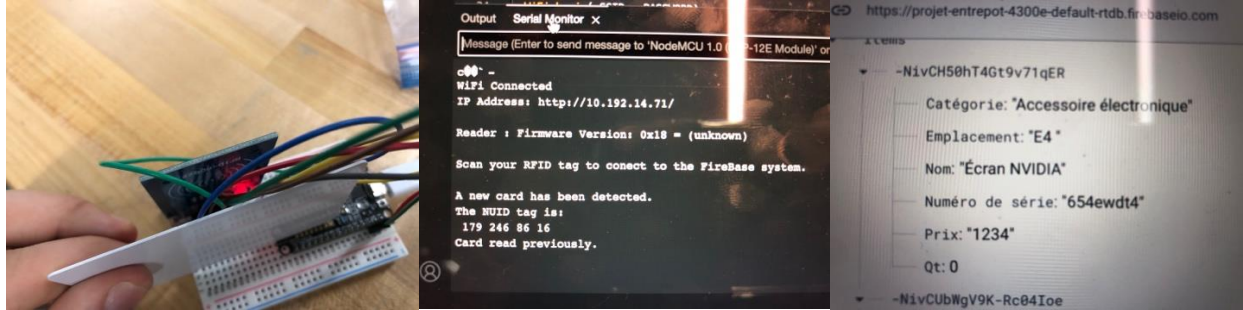 Output Serial Monitor ×
Message (Enter to send message to 'NodeMCU 1.0 -12E Module)' or
WiFi Connected
IP Address: http://10.192.14.71/
Reader : Firmware Version: 0x18 = (unknown)
Scan your RFID tag to conect to the FireBase system.
A new card has been detected.
The NUID tag is:
179 246 86 16
Card read previously.
https://projet-entrepot-4300e-default-rtdb.firebaseio.com
Items
-NivCH50hT4Gt9v71qER
Catégorie: "Accessoire électronique"
Emplacement: "E4 "
Nom: "Écran NVIDIA"
Numéro de série: "654ewdt4"
Prix: "1234"
Qt: 0
-NivCUbWgV9K-Rc04Ioe